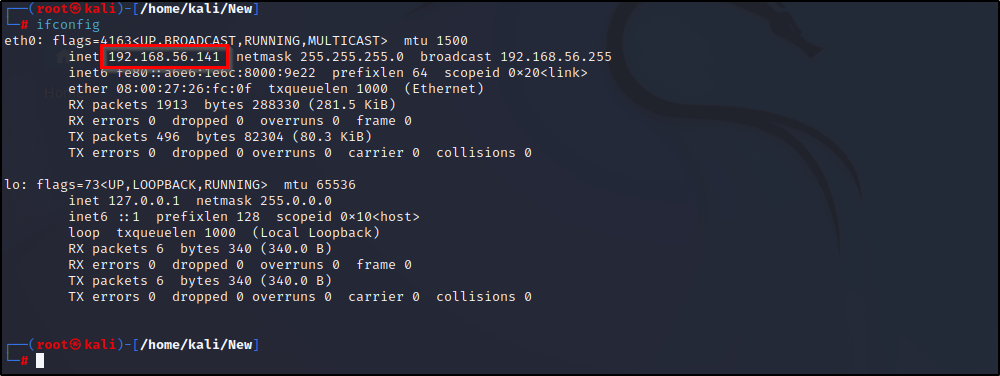 ┌──(root㉿kali)-[/home/kali/New]
└─# ifconfig
eth0: flags=4163<UP,BROADCAST,RUNNING,MULTICAST>  mtu 1500
        inet 192.168.56.141  netmask 255.255.255.0  broadcast 192.168.56.255
        inet6 fe80::a6e6:1e6c:8000:9e22  prefixlen 64  scopeid 0×20<link>
        ether 08:00:27:26:fc:0f  txqueuelen 1000  (Ethernet)
        RX packets 1913  bytes 288330 (281.5 KiB)
        RX errors 0  dropped 0  overruns 0  frame 0
        TX packets 496  bytes 82304 (80.3 KiB)
        TX errors 0  dropped 0 overruns 0  carrier 0  collisions 0

lo: flags=73<UP,LOOPBACK,RUNNING>  mtu 65536
        inet 127.0.0.1  netmask 255.0.0.0
        inet6 ::1  prefixlen 128  scopeid 0×10<host>
        loop  txqueuelen 1000  (Local Loopback)
        RX packets 6  bytes 340 (340.0 B)
        RX errors 0  dropped 0  overruns 0  frame 0
        TX packets 6  bytes 340 (340.0 B)
        TX errors 0  dropped 0 overruns 0  carrier 0  collisions 0

┌──(root㉿kali)-[/home/kali/New]
└─#